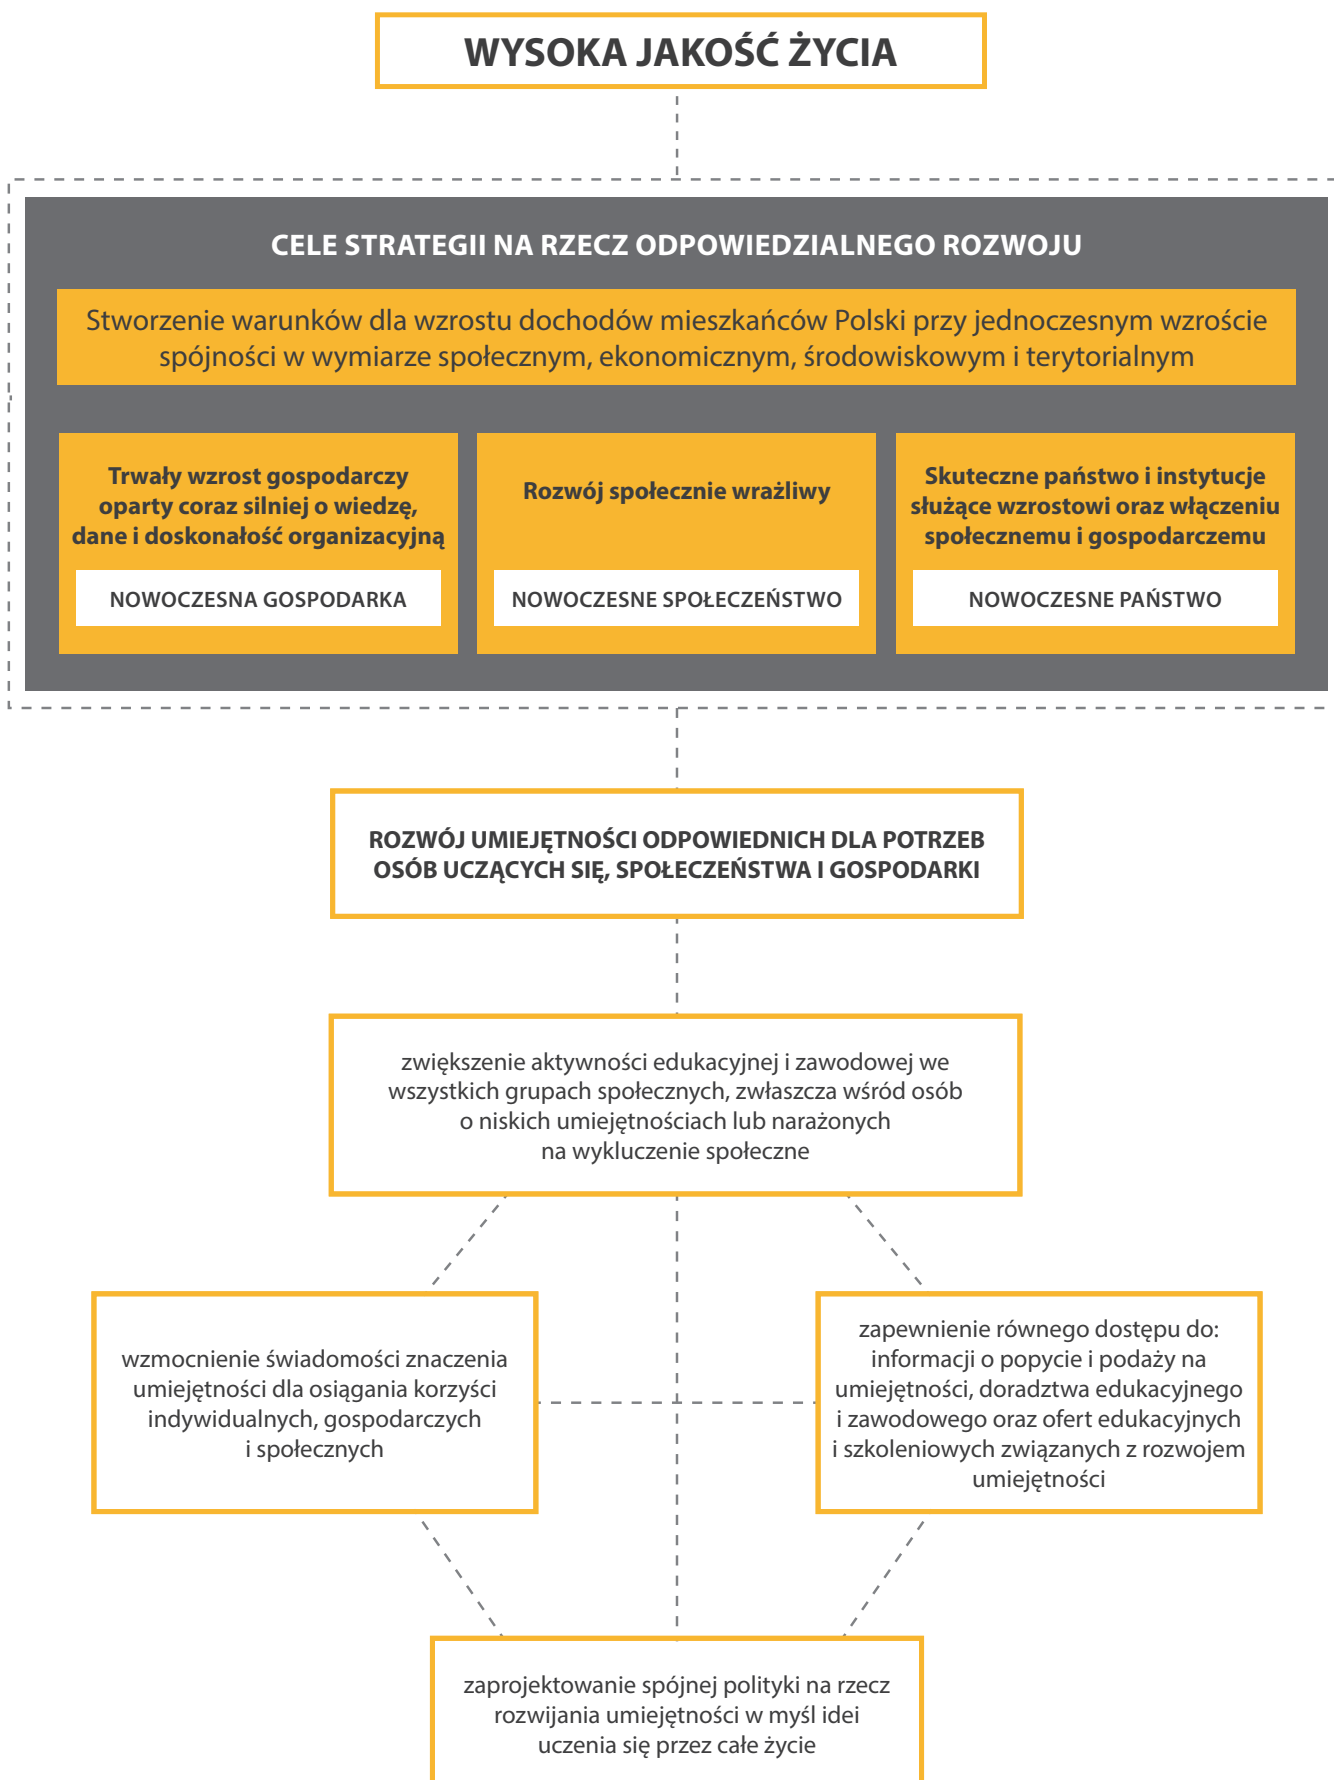 WYSOKA JAKOŚĆ ŻYCIA
CELE STRATEGII NA RZECZ ODPOWIEDZIALNEGO ROZWOJU
Stworzenie warunków dla wzrostu dochodów mieszkańców Polski przy jednoczesnym wzroście
spójności w wymiarze społecznym, ekonomicznym, środowiskowym i terytorialnym
Trwały wzrost gospodarczy
oparty coraz silniej o wiedzę,
dane i doskonałość organizacyjną
NOWOCZESNA GOSPODARKA
Rozwój społecznie wrażliwy
NOWOCZESNE SPOŁECZEŃSTWO
Skuteczne państwo i instytucje
służące wzrostowi oraz włączeniu
społecznemu i gospodarczemu
NOWOCZESNE PAŃSTWO
ROZWÓJ UMIEJĘTNOŚCI ODPOWIEDNICH DLA POTRZEB
OSÓB UCZĄCYCH SIĘ, SPOŁECZEŃSTWA I GOSPODARKI
zwiększenie aktywności edukacyjnej i zawodowej we
wszystkich grupach społecznych, zwłaszcza wśród osób
o niskich umiejętnościach lub narażonych
na wykluczenie społeczne
wzmocnienie świadomości znaczenia
umiejętności dla osiągania korzyści
indywidualnych, gospodarczych
i społecznych
zapewnienie równego dostępu do:
informacji o popycie i podaży na
umiejętności, doradztwa edukacyjnego
i zawodowego oraz ofert edukacyjnych
i szkoleniowych związanych z rozwojem
umiejętności
zaprojektowanie spójnej polityki na rzecz
rozwijania umiejętności w myśl idei
uczenia się przez całe życie